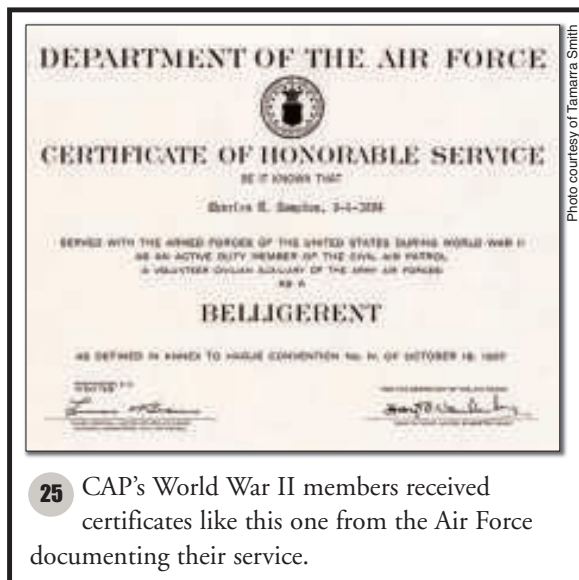 DEPARTMENT OF THE AIR FORCE
CERTIFICATE OF HONORABLE SERVICE
BE IT KNOWN THAT
SERVED WITH THE ARMED FORCES OF THE UNITED STATES DURING WORLD WAR II
AS AN ACTIVE DUTY MEMBER OF THE CIVIL AIR PATROL
A VOLUNTEER CIVILIAN AUXILIARY OF THE ARMY AIR FORCES
AS A
BELLIGERENT
AS DEFINED IN ANNEX TO HAGUE CONVENTION No. IV, OF OCTOBER 18, 1907
Photo courtesy of Tamarra Smith
25 CAP's World War II members received
certificates like this one from the Air Force
documenting their service.